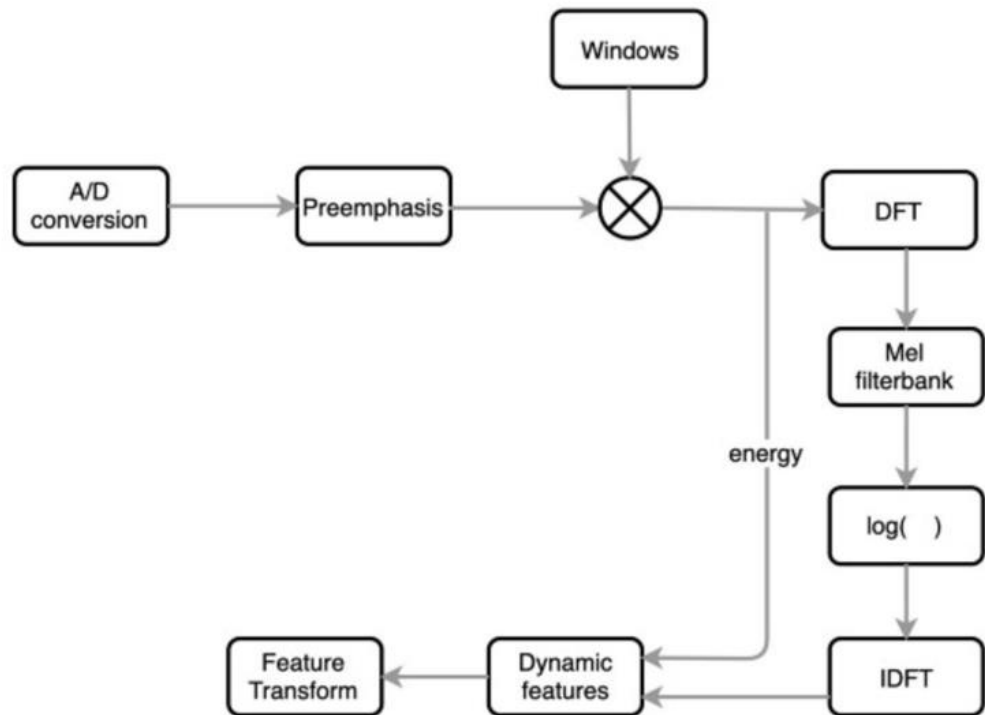 Windows
A/D
conversion
Preemphasis
DFT
Mel
filterbank
energy
log( )
Feature
Transform
Dynamic
features
IDFT